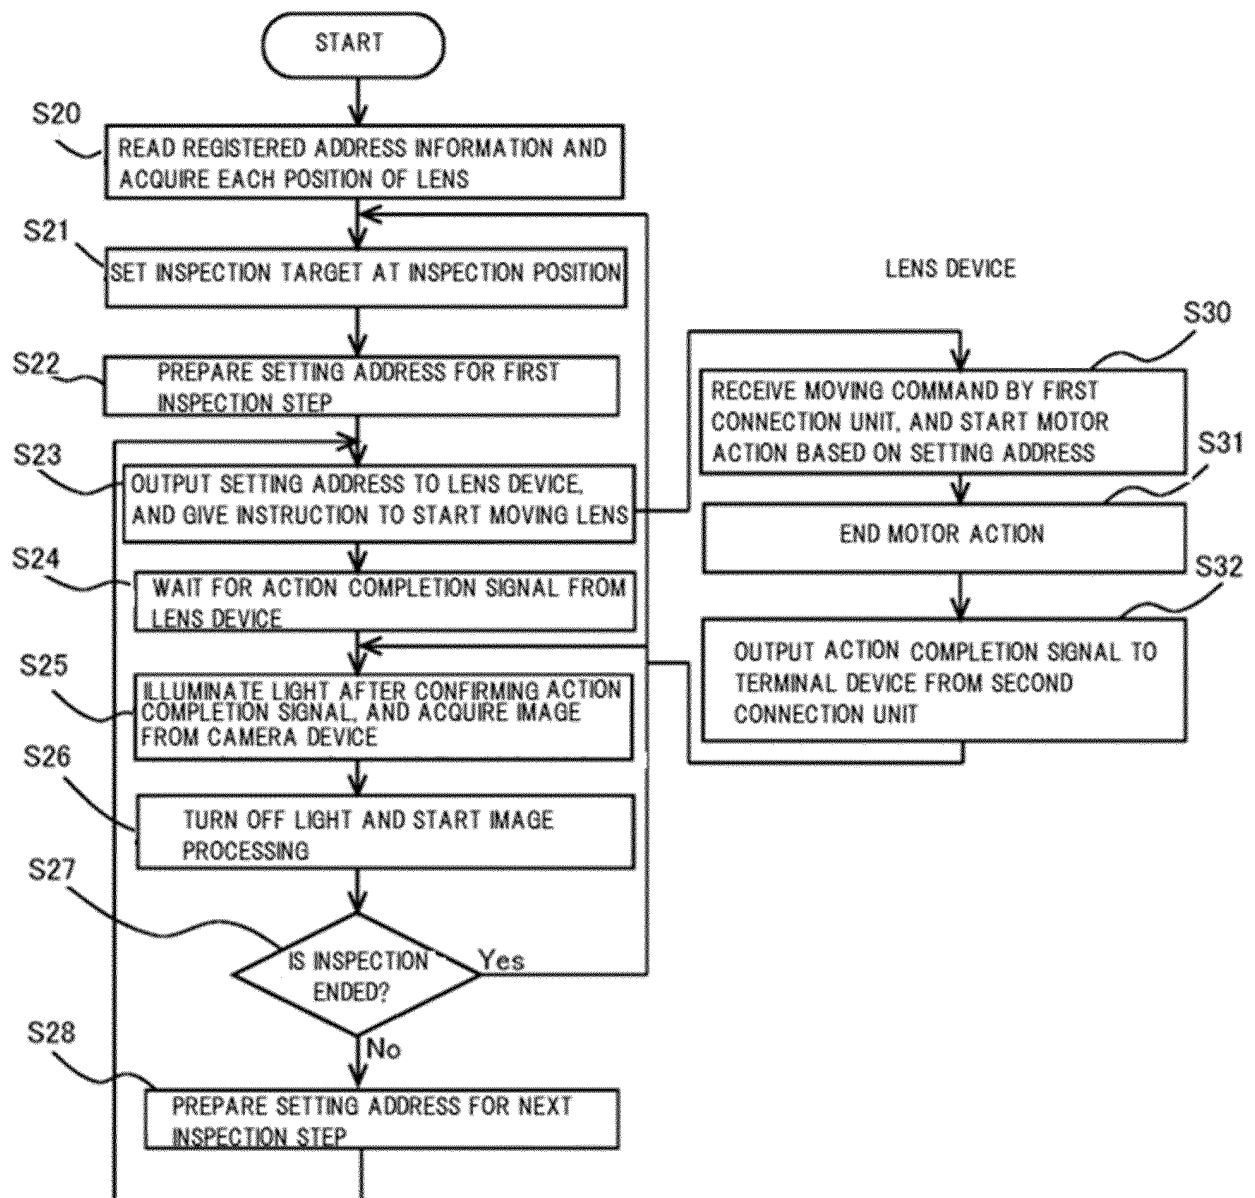 START
S20
READ REGISTERED ADDRESS INFORMATION AND
ACQUIRE EACH POSITION OF LENS
S21
SET INSPECTION TARGET AT INSPECTION POSITION
S22
PREPARE SETTING ADDRESS FOR FIRST
INSPECTION STEP
S23
OUTPUT SETTING ADDRESS TO LENS DEVICE,
AND GIVE INSTRUCTION TO START MOVING LENS
S24
WAIT FOR ACTION COMPLETION SIGNAL FROM
LENS DEVICE
S25
ILLUMINATE LIGHT AFTER CONFIRMING ACTION
COMPLETION SIGNAL, AND ACQUIRE IMAGE
FROM CAMERA DEVICE
S26
TURN OFF LIGHT AND START IMAGE
PROCESSING
S27
IS INSPECTION
ENDED?
Yes
No
S28
PREPARE SETTING ADDRESS FOR NEXT
INSPECTION STEP
LENS DEVICE
S30
RECEIVE MOVING COMMAND BY FIRST
CONNECTION UNIT, AND START MOTOR
ACTION BASED ON SETTING ADDRESS
S31
END MOTOR ACTION
S32
OUTPUT ACTION COMPLETION SIGNAL TO
TERMINAL DEVICE FROM SECOND
CONNECTION UNIT